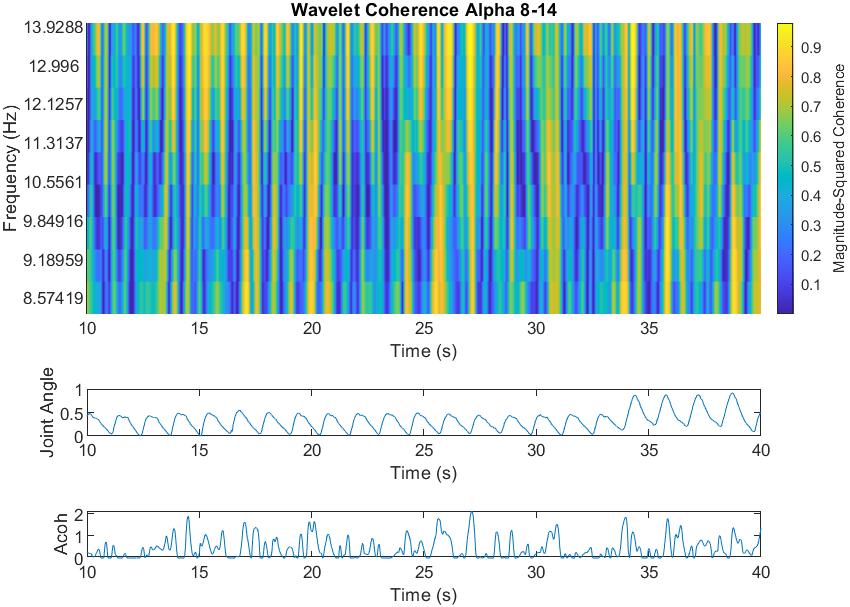 Wavelet Coherence Alpha 8-14
Frequency (Hz)
13.9288
12.996
12.1257
11.3137
10.5561
9.84916
9.18959
8.57419
10 15 20 25 30 35
Time (s)
0.9
0.8
0.7
0.6
0.5
0.4
0.3
0.2
0.1
Magnitude-Squared Coherence
Joint Angle
1
0.5
0
10 15 20 25 30 35 40
Time (s)
Acoh
2
1
0
10 15 20 25 30 35 40
Time (s)